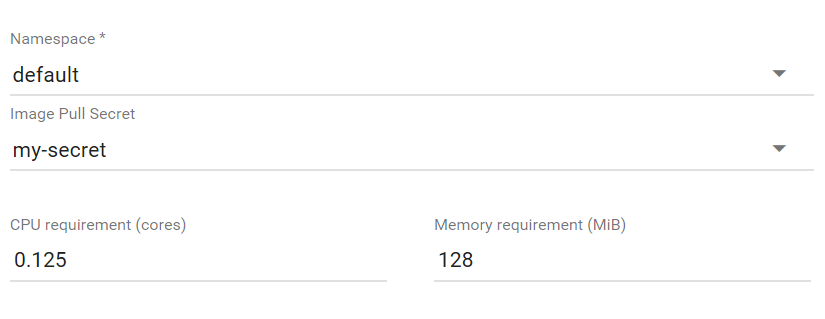 Namespace *
default
Image Pull Secret
my-secret
CPU requirement (cores)
0.125
Memory requirement (MiB)
128